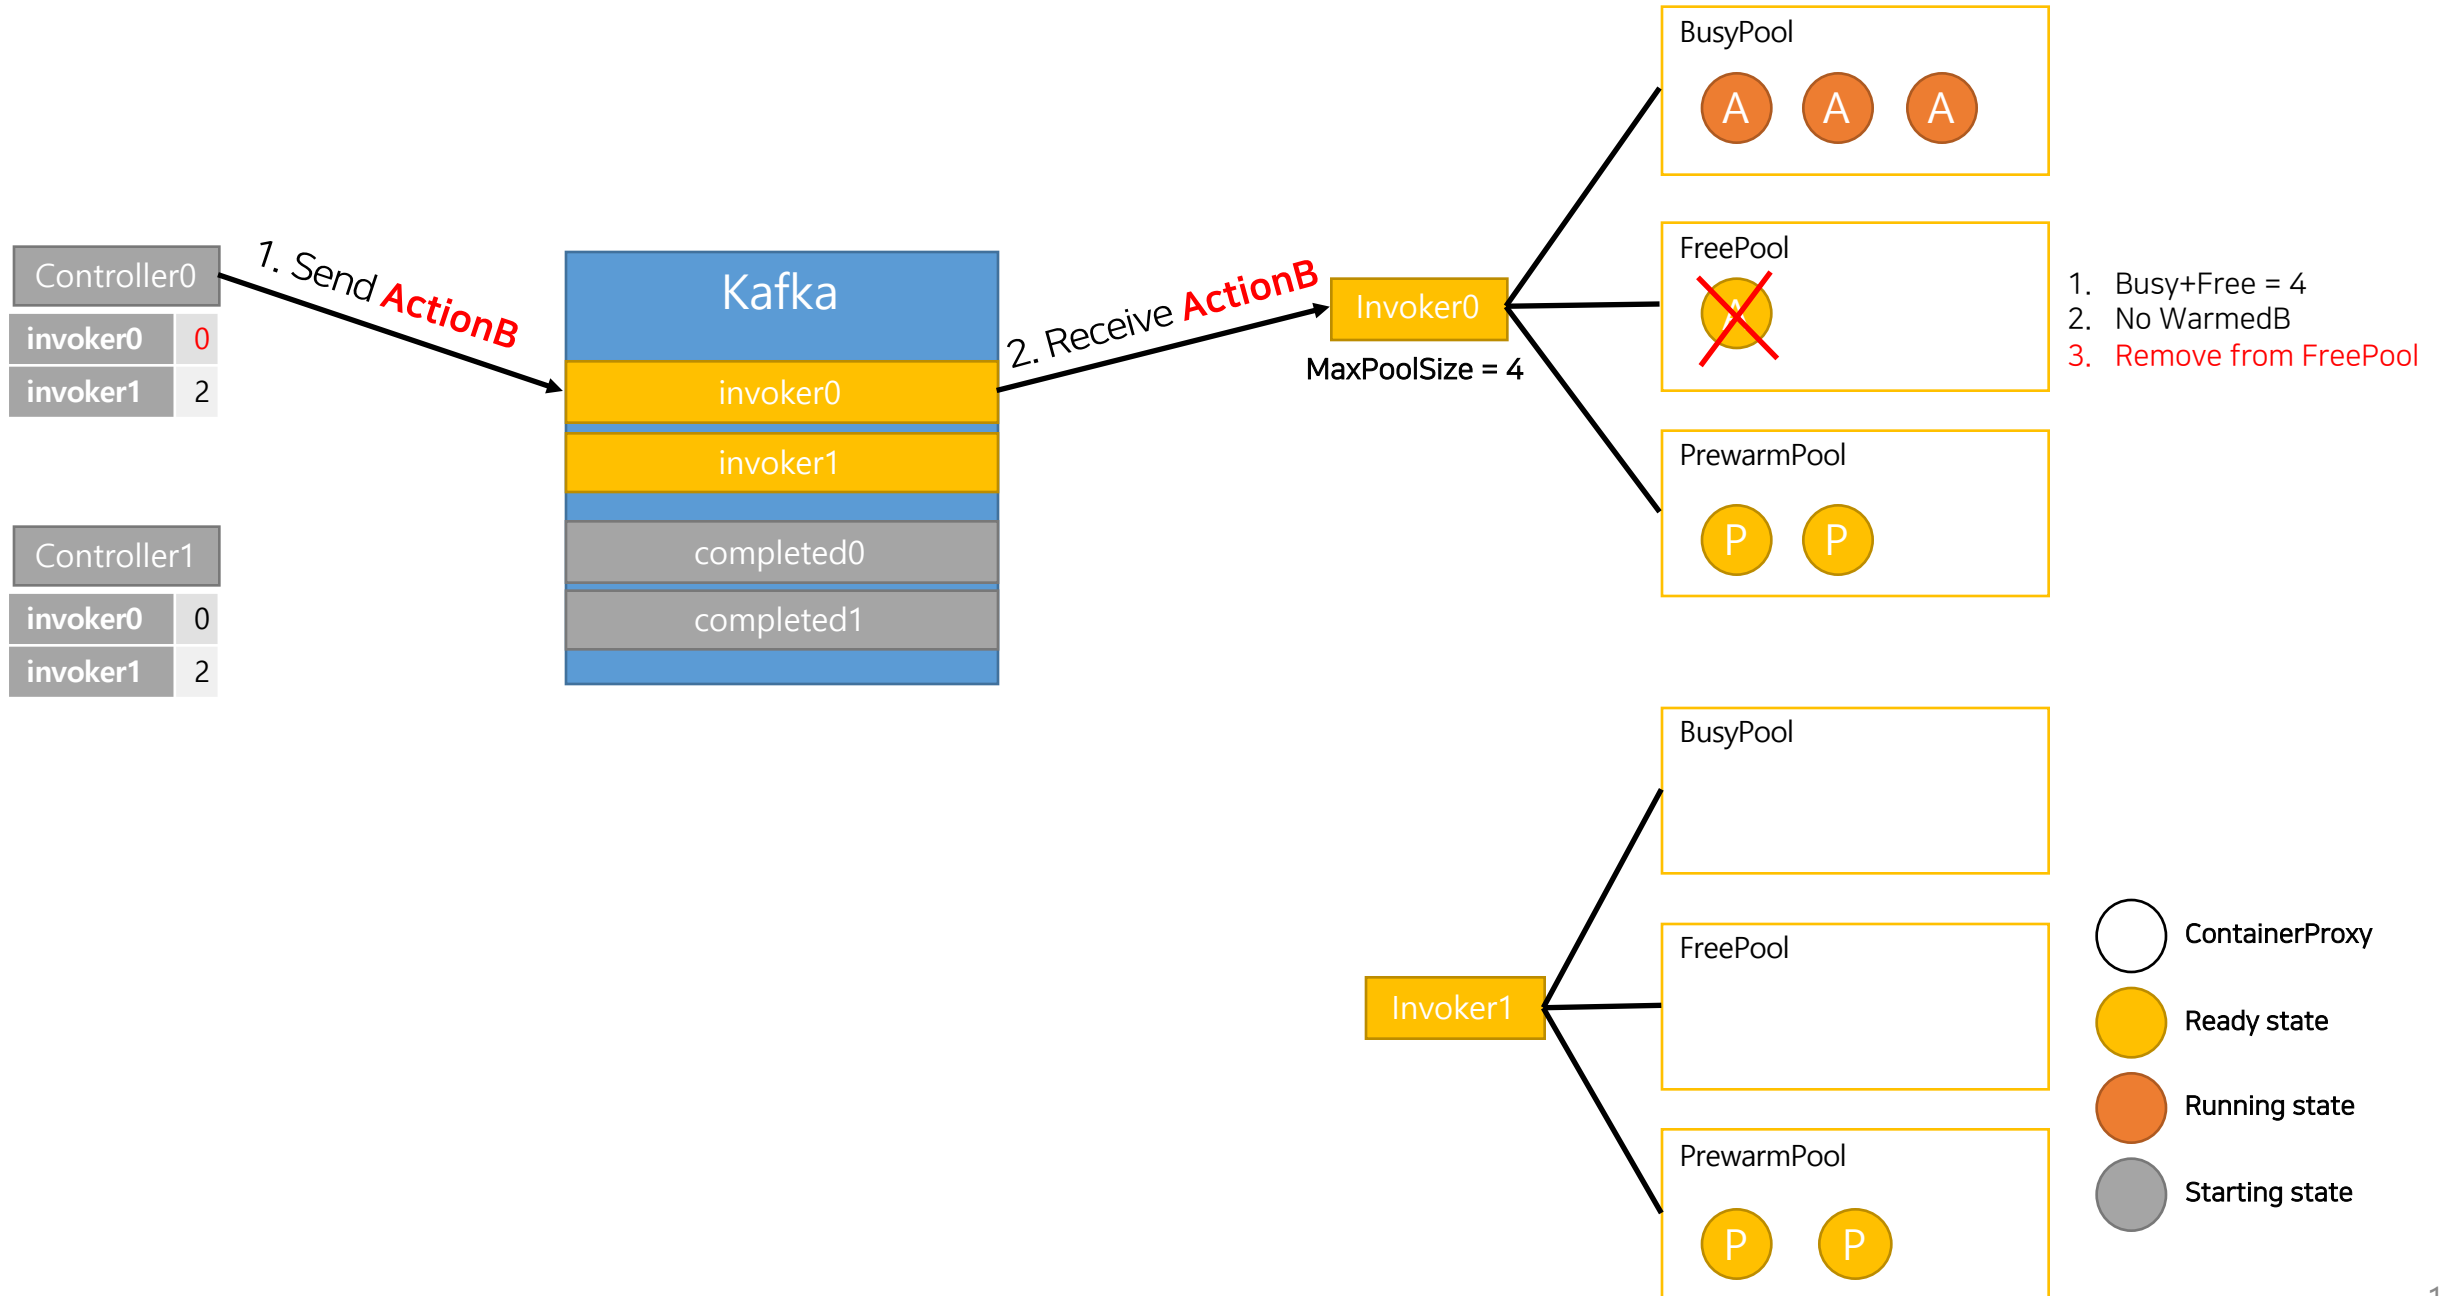 Controller0
invoker0 0
invoker1 2
Controller1
invoker0 0
invoker1 2
1. Send ActionB
Kafka
invoker0
invoker1
completed0
completed1
2. Receive ActionB
Invoker0
MaxPoolSize = 4
BusyPool
A A A
FreePool
PrewarmPool
P P
1. Busy+Free = 4
2. No WarmedB
3. Remove from FreePool
Invoker1
BusyPool
FreePool
PrewarmPool
P P
ContainerProxy
Ready state
Running state
Starting state